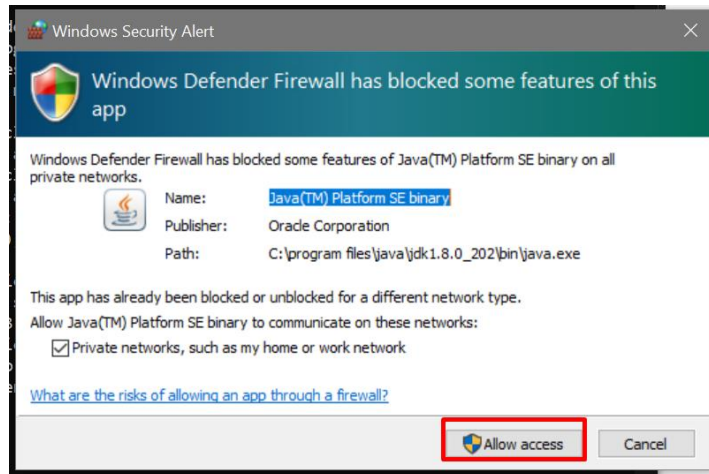 Windows Security Alert
Windows Defender Firewall has blocked some features of this
app
Windows Defender Firewall has blocked some features of Java(TM) Platform SE binary on all
private networks.
Name: Java(TM) Platform SE binary
Publisher: Oracle Corporation
Path: C:\program files\java\jdk1.8.0_202\bin\java.exe
This app has already been blocked or unblocked for a different network type.
Allow Java(TM) Platform SE binary to communicate on these networks:
Private networks, such as my home or work network
What are the risks of allowing an app through a firewall?
Allow access Cancel